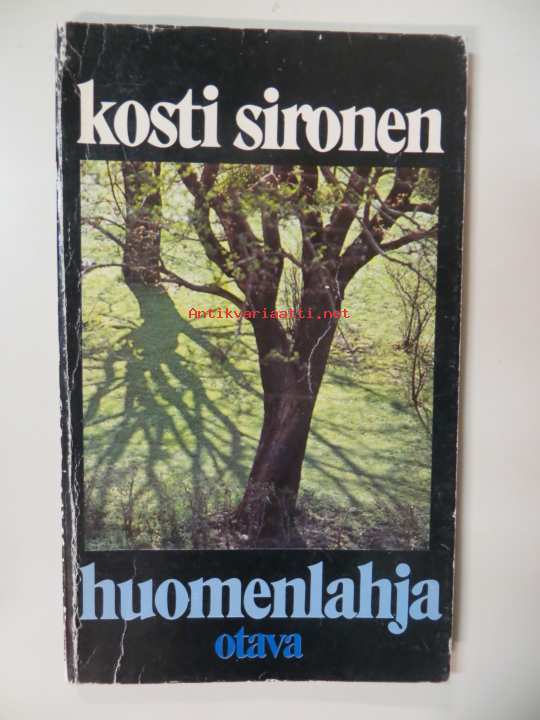 kosti sironen
Antikvariaatti.net
huomenlahja
otava